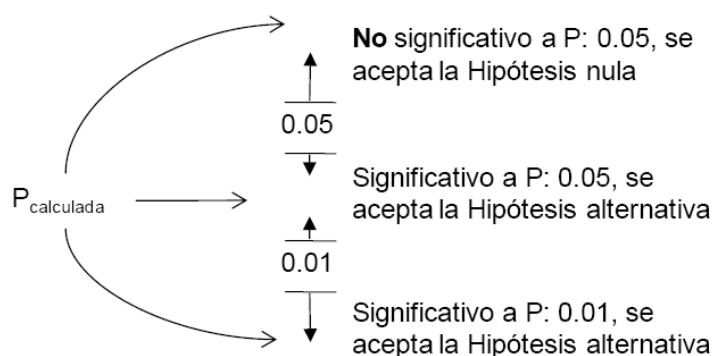 No significativo a P: 0.05, se
acepta la Hipótesis nula
0.05
Pcalculada
Significativo a P: 0.05, se
acepta la Hipótesis alternativa
0.01
Significativo a P: 0.01, se
acepta la Hipótesis alternativa